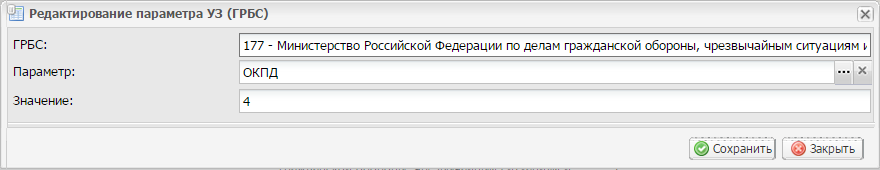 Редактирование параметра УЗ (ГРБС)
ГРБС: 177 - Министерство Российской Федерации по делам гражданской обороны, чрезвычайным ситуациям и
Параметр: ОКПД ...
Значение: 4
Сохранить Закрыть